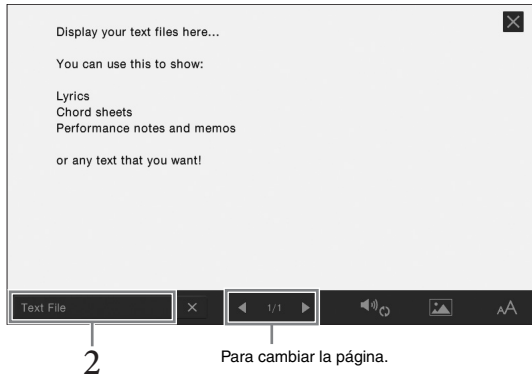 Display your text files here...
You can use this to show:
Lyrics
Chord sheets
Performance notes and memos
or any text that you want!
Text File
1/1
AA
2
Para cambiar la página.